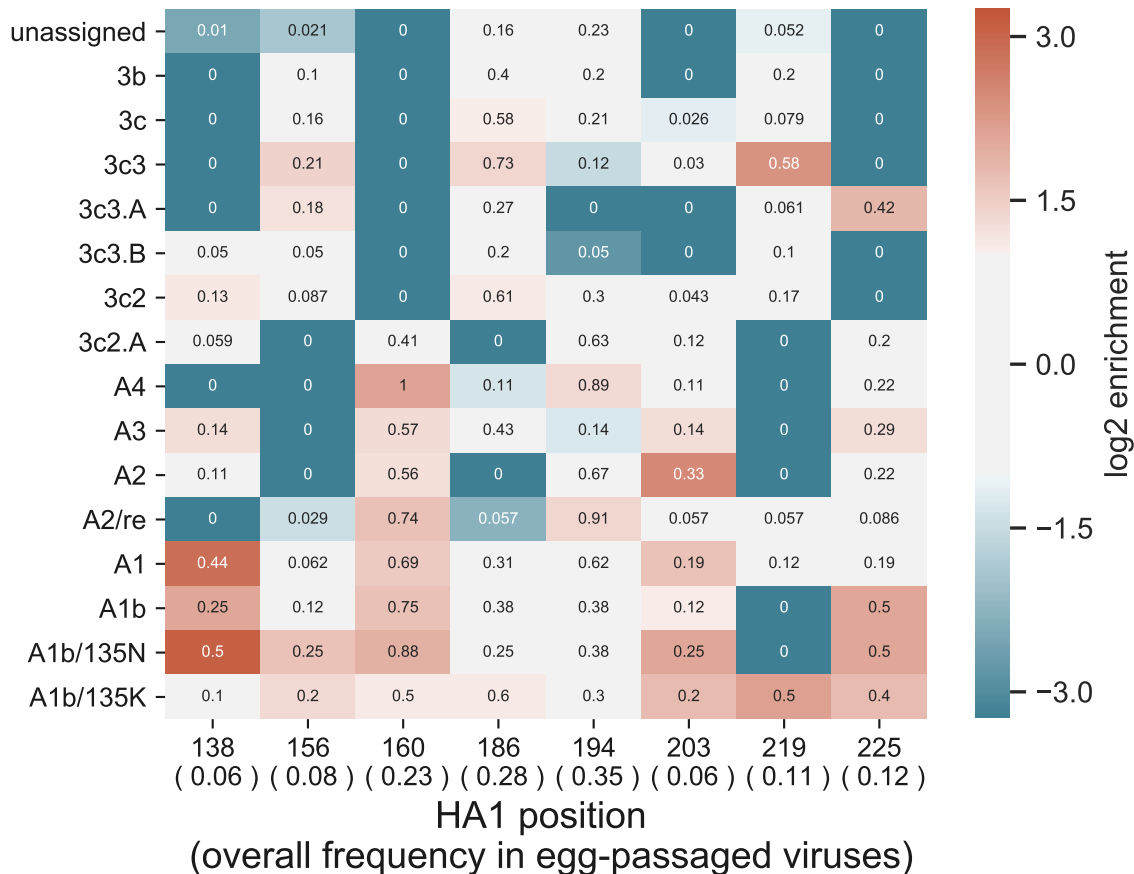 unassigned 0.01 0.021 0 0.16 0.23 0 0.052 0
3b 0 0.1 0 0.4 0.2 0 0.2 0
3c 0 0.16 0 0.58 0.21 0.026 0.079 0
3c3 0 0.21 0 0.73 0.12 0.03 0.58 0
3c3.A 0 0.18 0 0.27 0 0 0.061 0.42
3c3.B 0.05 0.05 0 0.2 0.05 0 0.1 0
3c2 0.13 0.087 0 0.61 0.3 0.043 0.17 0
3c2.A 0.059 0 0.41 0 0.63 0.12 0 0.2
A4 0 0 1 0.11 0.89 0.11 0 0.22
A3 0.14 0 0.57 0.43 0.14 0.14 0 0.29
A2 0.11 0 0.56 0 0.67 0.33 0 0.22
A2/re 0 0.029 0.74 0.057 0.91 0.057 0.057 0.086
A1 0.44 0.062 0.69 0.31 0.62 0.19 0.12 0.19
A1b 0.25 0.12 0.75 0.38 0.38 0.12 0 0.5
A1b/135N 0.5 0.25 0.88 0.25 0.38 0.25 0 0.5
A1b/135K 0.1 0.2 0.5 0.6 0.3 0.2 0.5 0.4
138 156 160 186 194 203 219 225
( 0.06) ( 0.08) ( 0.23) ( 0.28) ( 0.35) ( 0.06) ( 0.11) ( 0.12)
HA1 position
(overall frequency in egg-passaged viruses)
3.0
1.5
0.0
−1.5
−3.0
log2 enrichment